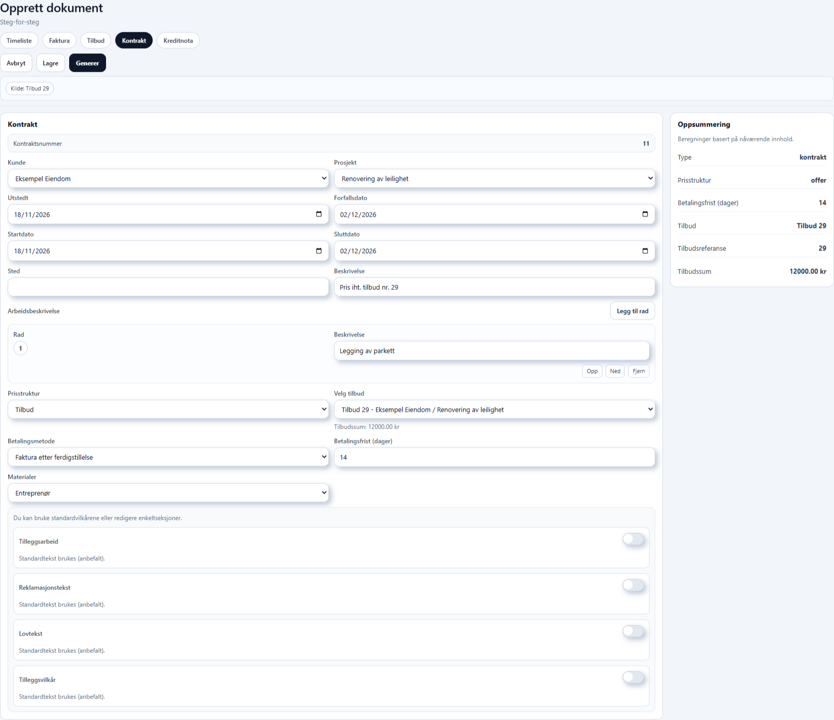 Opprett dokument
Steg-for-steg
Timeliste Faktura Tilbud Kontrakt Kreditnota
Avbryt Lagre Generer
Kilde: Tilbud 29
Kontrakt
Kontraktsnummer 11
Kunde Prosjekt
Eksempel Eiendom Renovering av leilighet
Utstedt Forfallsdato
18/11/2026 02/12/2026
Startdato Sluttdato
18/11/2026 02/12/2026
Sted Beskrivelse
Pris iht. tilbud nr. 29
Arbeidsbeskrivelse Legg til rad
Rad Beskrivelse
1 Legging av parkett
Opp Ned Fjern
Prisstruktur Velg tilbud
Tilbud Tilbud 29 - Eksempel Eiendom / Renovering av leilighet
Tilbudssum: 12000.00 kr
Betalingsmetode Betalingsfrist (dager)
Faktura etter ferdigstillelse 14
Materialer
Entreprenør
Du kan bruke standardvilkårene eller redigere enkeltseksjoner.
Tilleggsarbeid
Standardtekst brukes (anbefalt).
Reklamasjonstekst
Standardtekst brukes (anbefalt).
Lovtekst
Standardtekst brukes (anbefalt).
Tilleggsvilkår
Standardtekst brukes (anbefalt).
Oppsummering
Beregninger basert på nåværende innhold.
Type kontrakt
Prisstruktur offer
Betalingsfrist (dager) 14
Tilbud Tilbud 29
Tilbudsreferanse 29
Tilbudssum 12000.00 kr